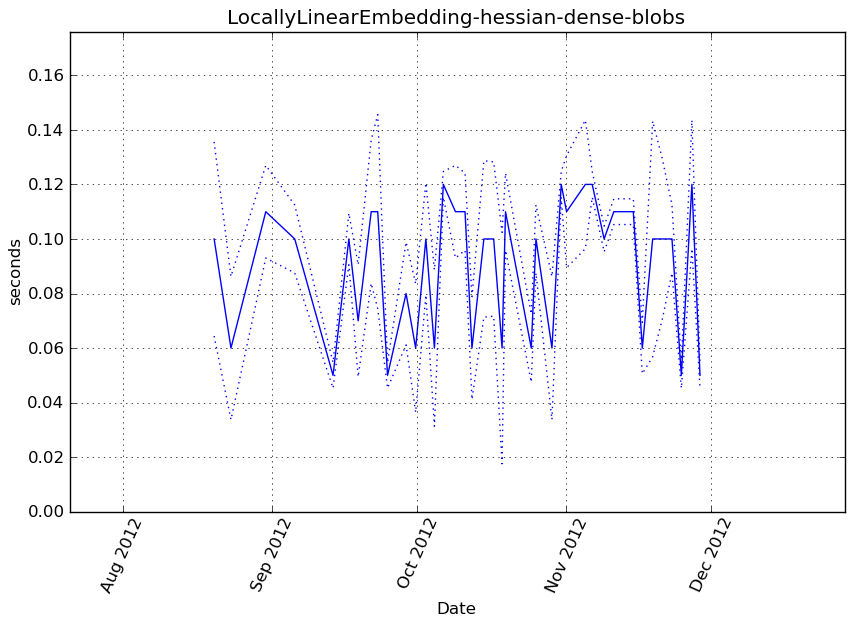 LocallyLinearEmbedding-hessian-dense-blobs
seconds
0.16
0.14
0.12
0.10
0.08
0.06
0.04
0.02
0.00
Aug 2012
Sep 2012
Oct 2012
Nov 2012
Dec 2012
Date